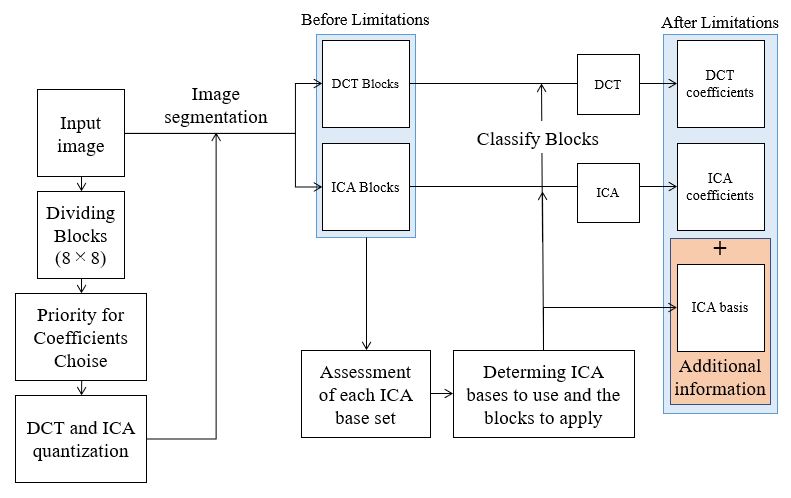 Before Limitations
After Limitations
Input
image
Image
segmentation
DCT Blocks
ICA Blocks
Classify Blocks
DCT
ICA
DCT
coefficients
ICA
coefficients
+
ICA basis
Additional
information
Dividing
Blocks
(8 × 8)
Priority for
Coefficients
Choise
DCT and ICA
quantization
Assessment
of each ICA
base set
Determing ICA
bases to use and the
blocks to apply